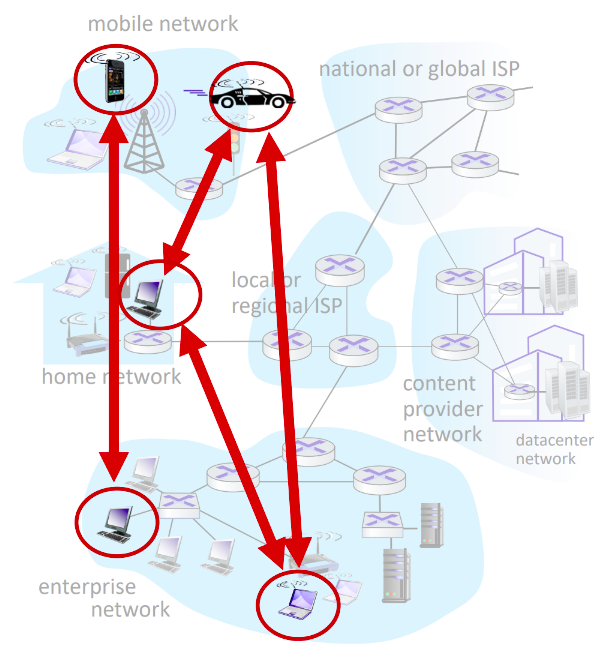 mobile network
national or global ISP
local or
regional ISP
home network
content
provider
network
datacenter
network
enterprise
network